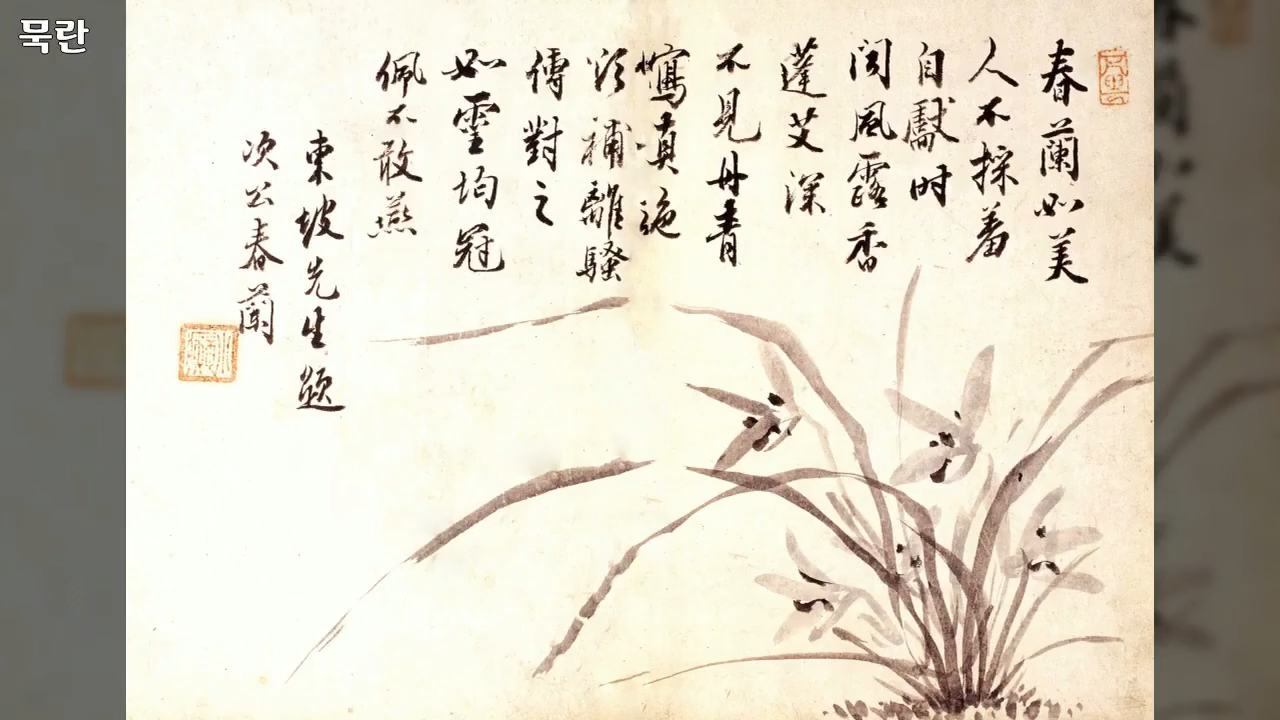 묵란
春蘭如美
人不採羞
自獻時
聞風露香
蓬艾深
不見丹青
寫真色
欲補離騷
傳對之
如靈均冠
佩不敢燕
東坡先生題
次公春蘭